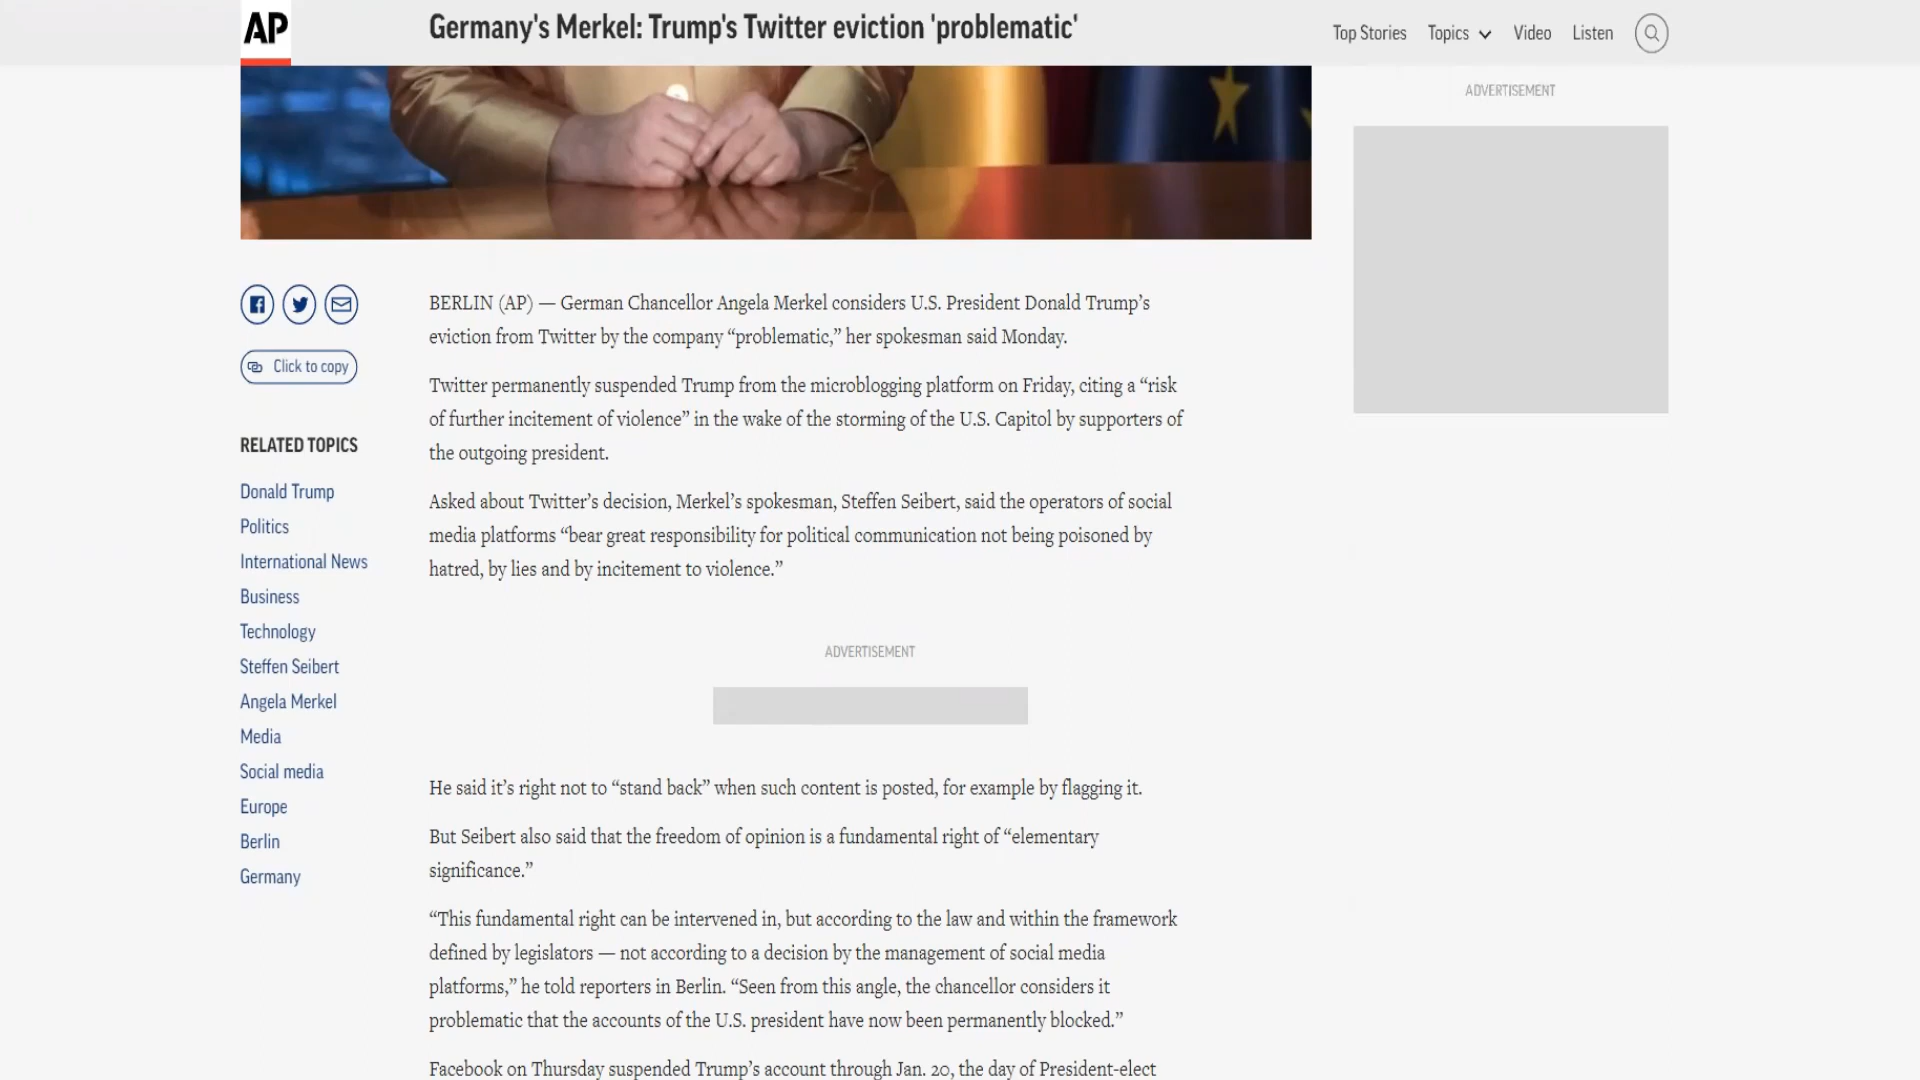 AP
Germany's Merkel: Trump's Twitter eviction 'problematic'
Top Stories
Topics
Video
Listen
ADVERTISEMENT
Click to copy
RELATED TOPICS
Donald Trump
Politics
International News
Business
Technology
Steffen Seibert
Angela Merkel
Media
Social media
Europe
Berlin
Germany
BERLIN (AP) — German Chancellor Angela Merkel considers U.S. President Donald Trump’s
eviction from Twitter by the company “problematic,” her spokesman said Monday.
Twitter permanently suspended Trump from the microblogging platform on Friday, citing a “risk
of further incitement of violence” in the wake of the storming of the U.S. Capitol by supporters of
the outgoing president.
Asked about Twitter’s decision, Merkel’s spokesman, Steffen Seibert, said the operators of social
media platforms “bear great responsibility for political communication not being poisoned by
hatred, by lies and by incitement to violence.”
ADVERTISEMENT
He said it’s right not to “stand back” when such content is posted, for example by flagging it.
But Seibert also said that the freedom of opinion is a fundamental right of “elementary
significance.”
“This fundamental right can be intervened in, but according to the law and within the framework
defined by legislators — not according to a decision by the management of social media
platforms,” he told reporters in Berlin. “Seen from this angle, the chancellor considers it
problematic that the accounts of the U.S. president have now been permanently blocked.”
Facebook on Thursday suspended Trump’s account through Jan. 20, the day of President-elect